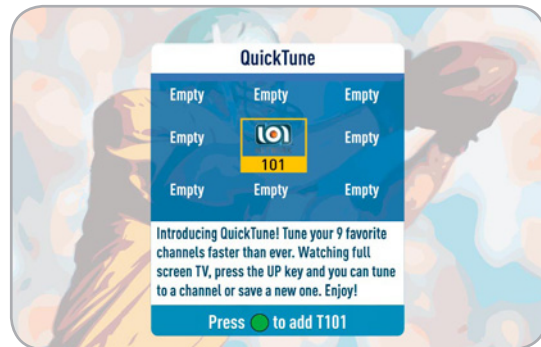 QuickTune
Empty Empty Empty
Empty 101 Empty
101
Empty Empty Empty
Introducing QuickTune! Tune your 9 favorite
channels faster than ever. Watching full
screen TV, press the UP key and you can tune
to a channel or save a new one. Enjoy!
Press to add T101